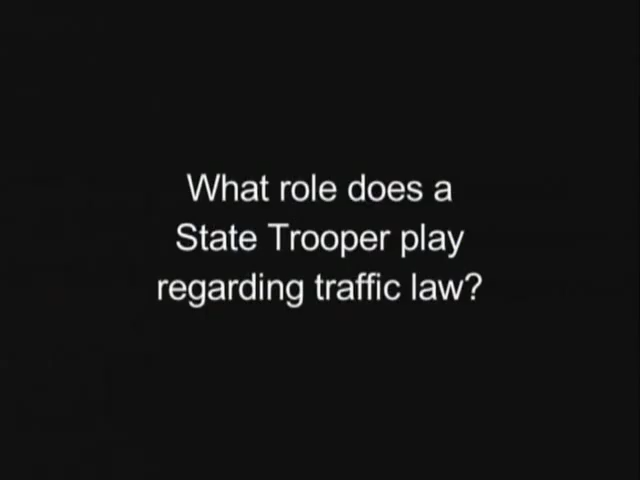 What role does a
State Trooper play
regarding traffic law?